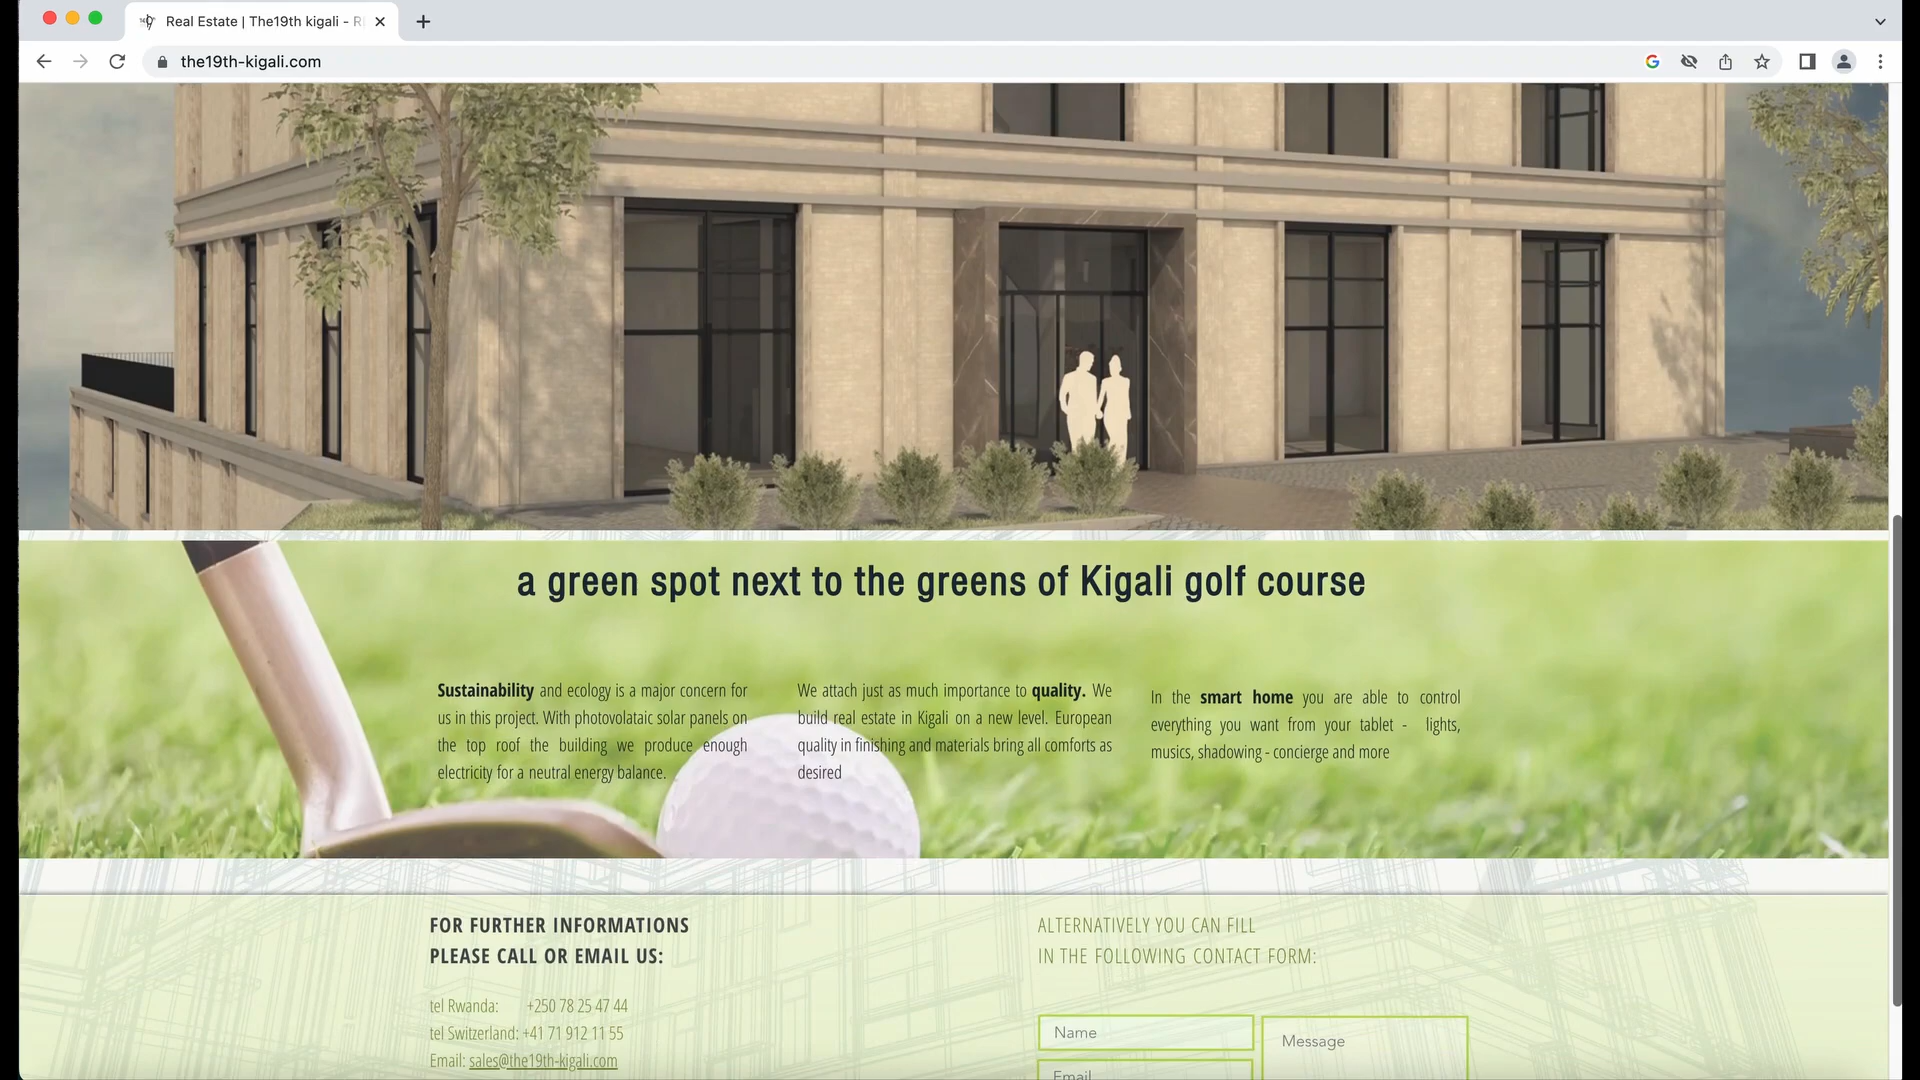 Real Estate | The19th kigali - R
the19th-kigali.com
a green spot next to the greens of Kigali golf course
Sustainability and ecology is a major concern for
us in this project. With photovolataic solar panels on
the top roof the building we produce enough
electricity for a neutral energy balance.
We attach just as much importance to quality. We
build real estate in Kigali on a new level. European
quality in finishing and materials bring all comforts as
desired
In the smart home you are able to control
everything you want from your tablet - lights,
musics, shadowing - concierge and more
FOR FURTHER INFORMATIONS
PLEASE CALL OR EMAIL US:
tel Rwanda: +250 78 25 47 44
tel Switzerland: +41 71 912 11 55
Email: sales@the19th-kigali.com
ALTERNATIVELY YOU CAN FILL
IN THE FOLLOWING CONTACT FORM:
Name
Message
Email